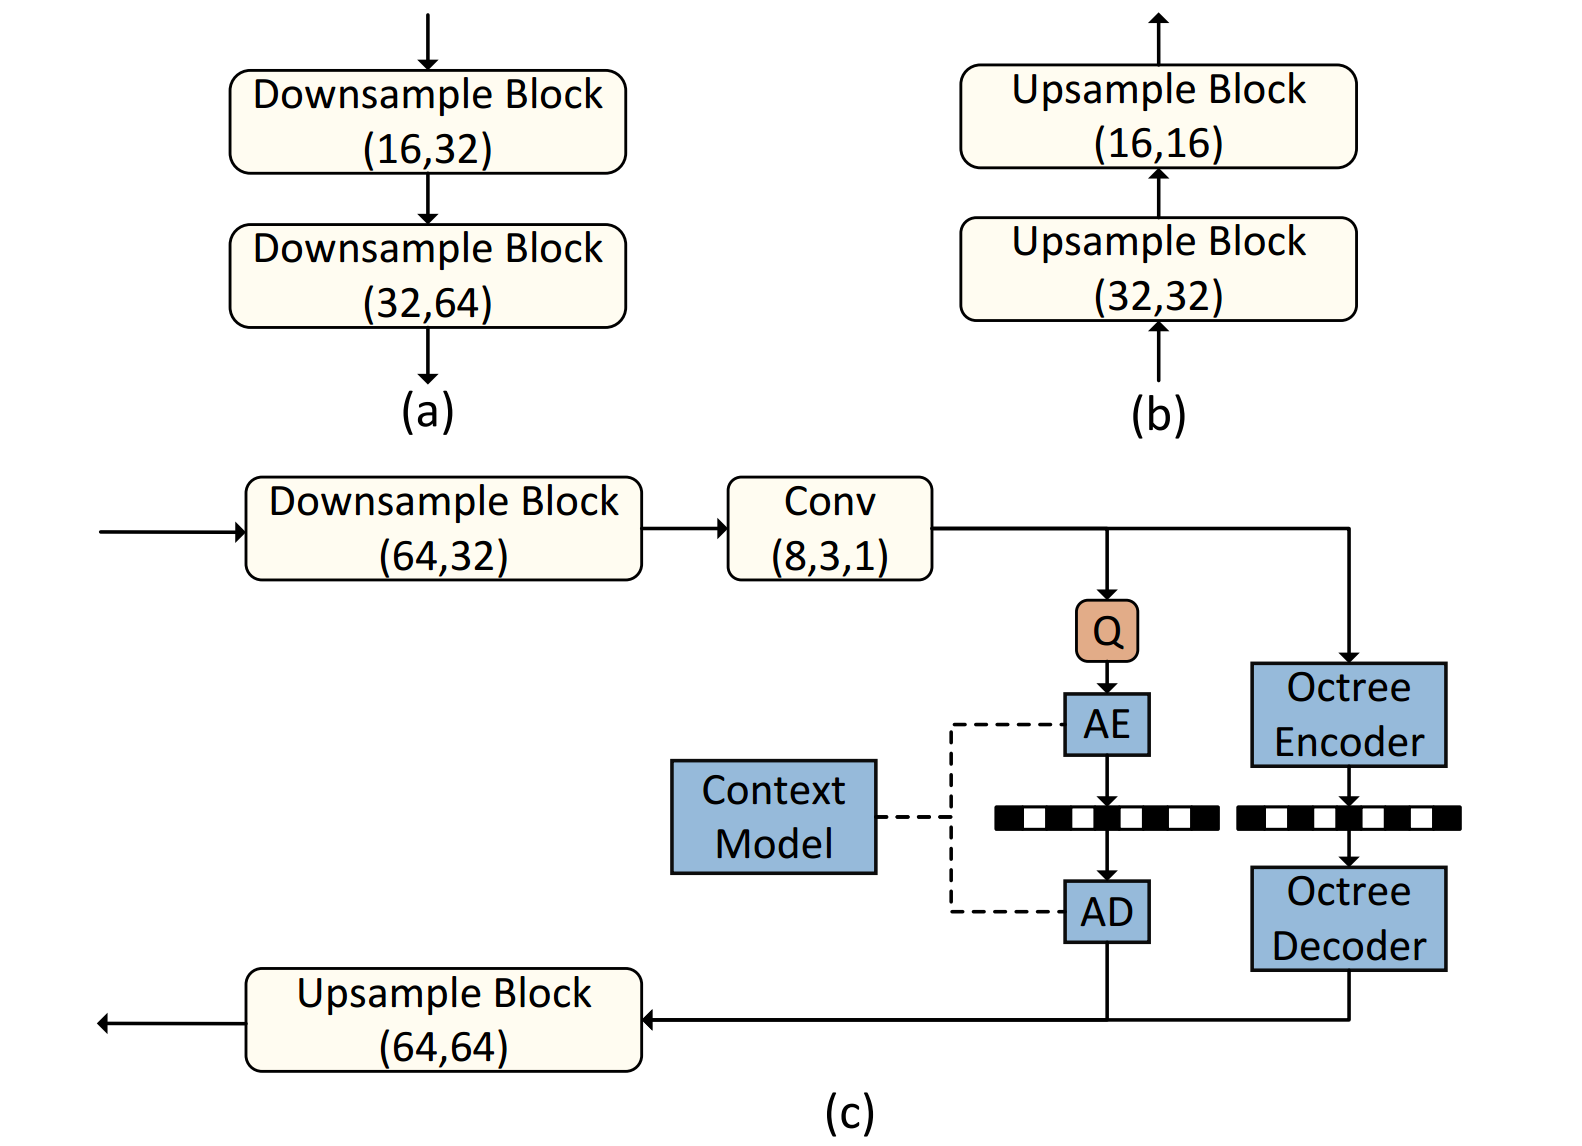 Downsample Block
(16,32)
Downsample Block
(32,64)
(a)
Upsample Block
(16,16)
Upsample Block
(32,32)
(b)
Downsample Block
(64,32)
Conv
(8,3,1)
Q
AE
Octree
Encoder
Context
Model
AD
Octree
Decoder
Upsample Block
(64,64)
(c)